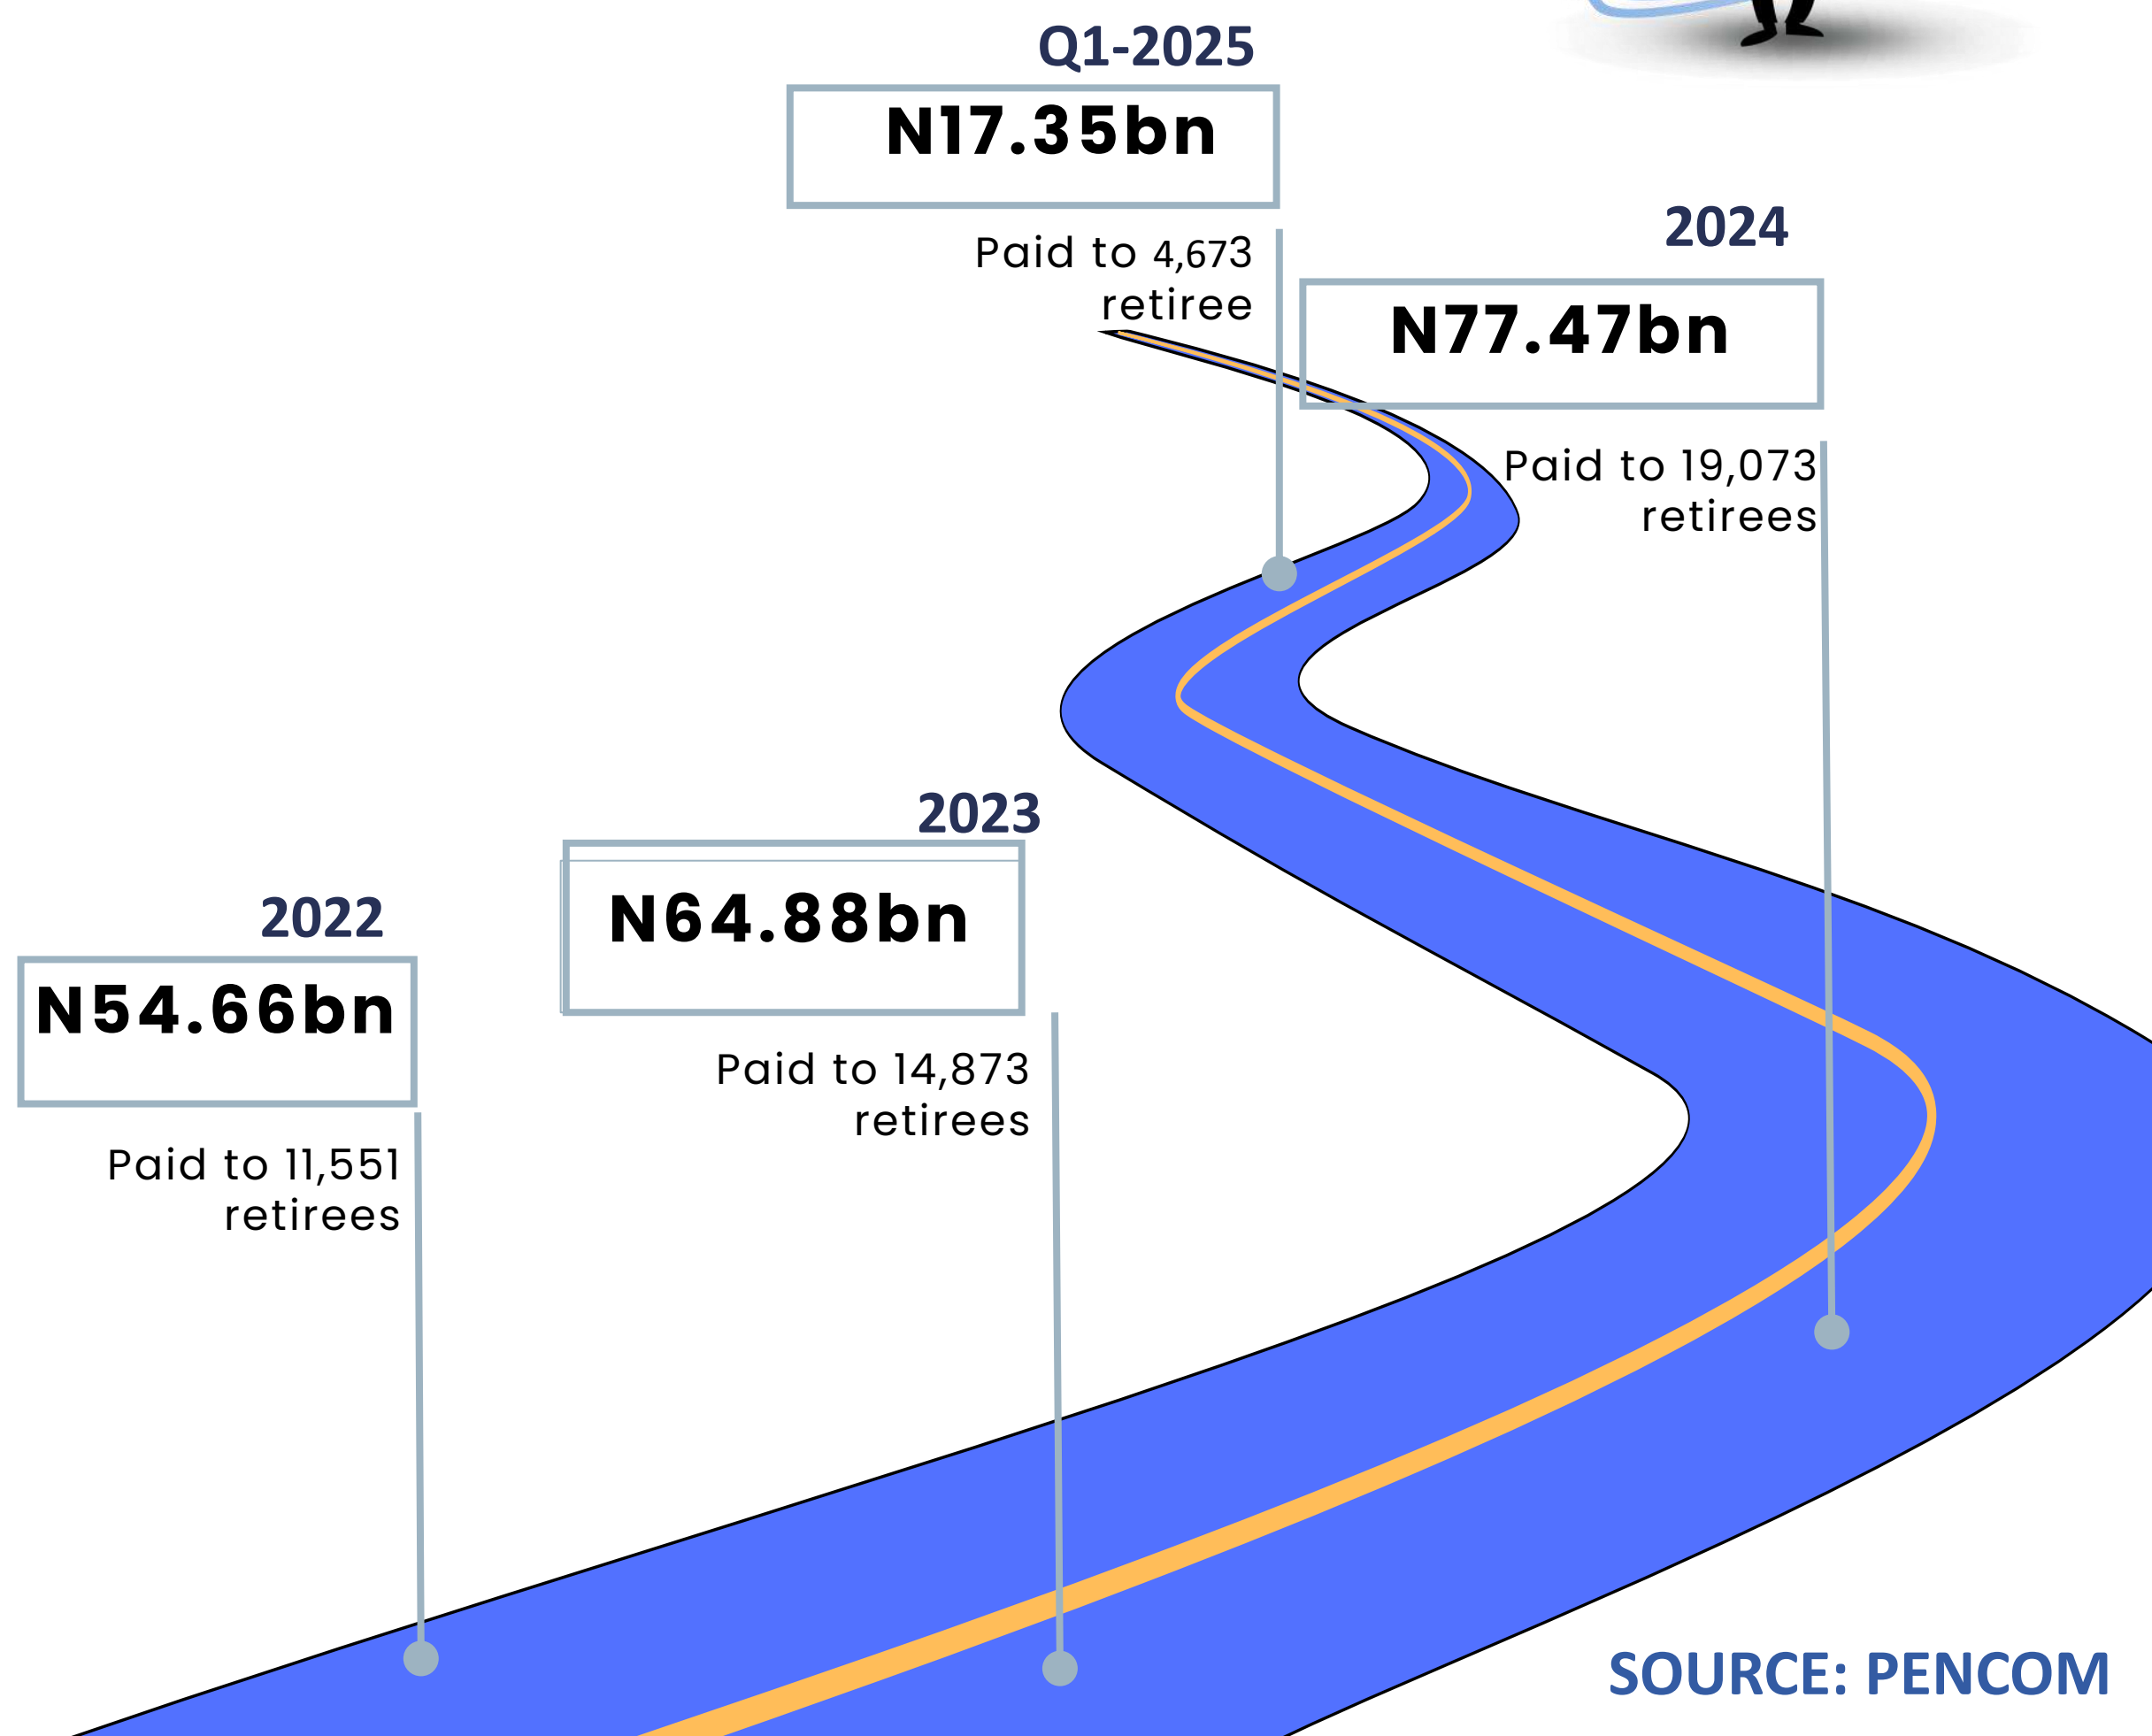 Q1-2025
N17.35bn
Paid to 4,673
retiree
2024
N77.47bn
Paid to 19,073
retirees
2023
N64.88bn
Paid to 14,873
retirees
2022
N54.66bn
Paid to 11,551
retirees
SOURCE: PENCOM